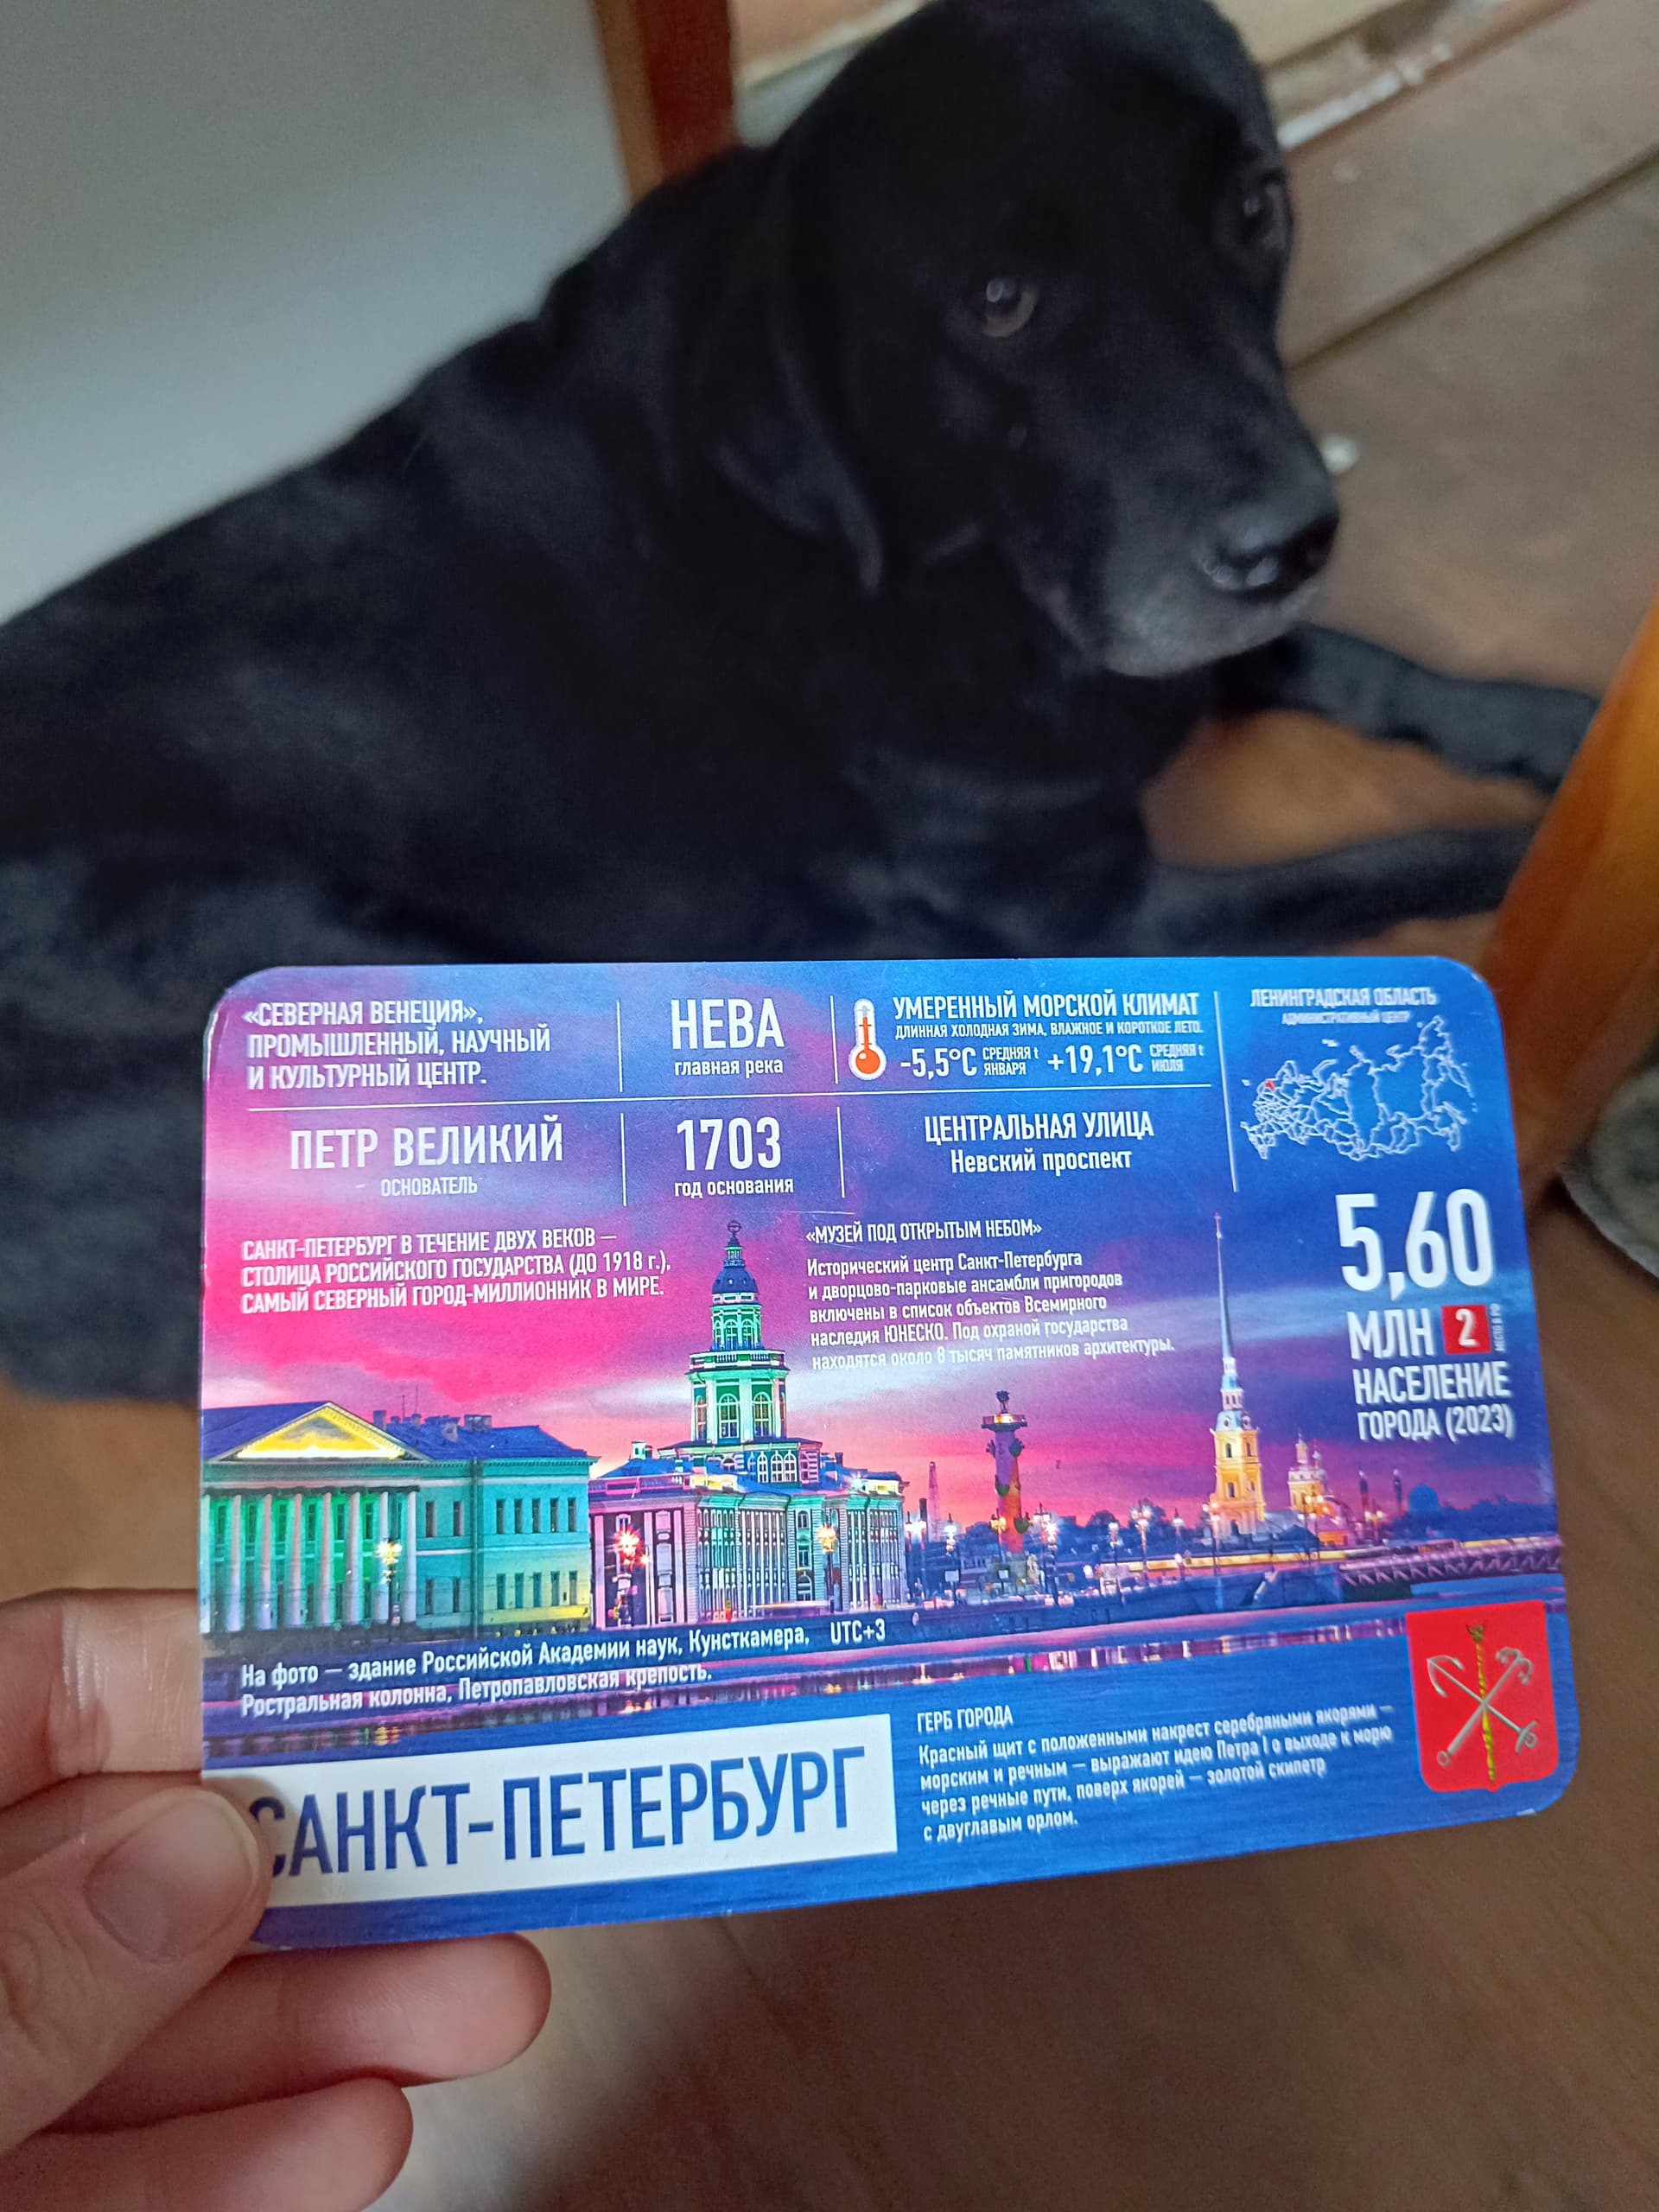 «СЕВЕРНАЯ ВЕНЕЦИЯ»,
ПРОМЫШЛЕННЫЙ, НАУЧНЫЙ
И КУЛЬТУРНЫЙ ЦЕНТР.
НЕВА
главная река
УМЕРЕННЫЙ МОРСКОЙ КЛИМАТ
ДЛИННАЯ ХОЛОДНАЯ ЗИМА, ВЛАЖНОЕ И КОРОТКОЕ ЛЕТО.
-5,5°C СРЕДНЯЯ t ЯНВАРЯ +19,1°C СРЕДНЯЯ t ИЮЛЯ
ЛЕНИНГРАДСКАЯ ОБЛАСТЬ
АДМИНИСТРАТИВНЫЙ ЦЕНТР
ПЕТР ВЕЛИКИЙ
ОСНОВАТЕЛЬ
1703
год основания
ЦЕНТРАЛЬНАЯ УЛИЦА
Невский проспект
САНКТ-ПЕТЕРБУРГ В ТЕЧЕНИЕ ДВУХ ВЕКОВ —
СТОЛИЦА РОССИЙСКОГО ГОСУДАРСТВА (ДО 1918 г.),
САМЫЙ СЕВЕРНЫЙ ГОРОД-МИЛЛИОННИК В МИРЕ.
«МУЗЕЙ ПОД ОТКРЫТЫМ НЕБОМ»
Исторический центр Санкт-Петербурга
и дворцово-парковые ансамбли пригородов
включены в список объектов Всемирного
наследия ЮНЕСКО. Под охраной государства
находятся около 8 тысяч памятников архитектуры.
5,60
МЛН 2 МЕСТО В РФ
НАСЕЛЕНИЕ
ГОРОДА (2023)
На фото — здание Российской Академии наук, Кунсткамера, UTC+3
Ростральная колонна, Петропавловская крепость.
САНКТ-ПЕТЕРБУРГ
ГЕРБ ГОРОДА
Красный щит с положенными накрест серебряными якорями —
морским и речным — выражают идею Петра I о выходе к морю
через речные пути, поверх якорей — золотой скипетр
с двуглавым орлом.